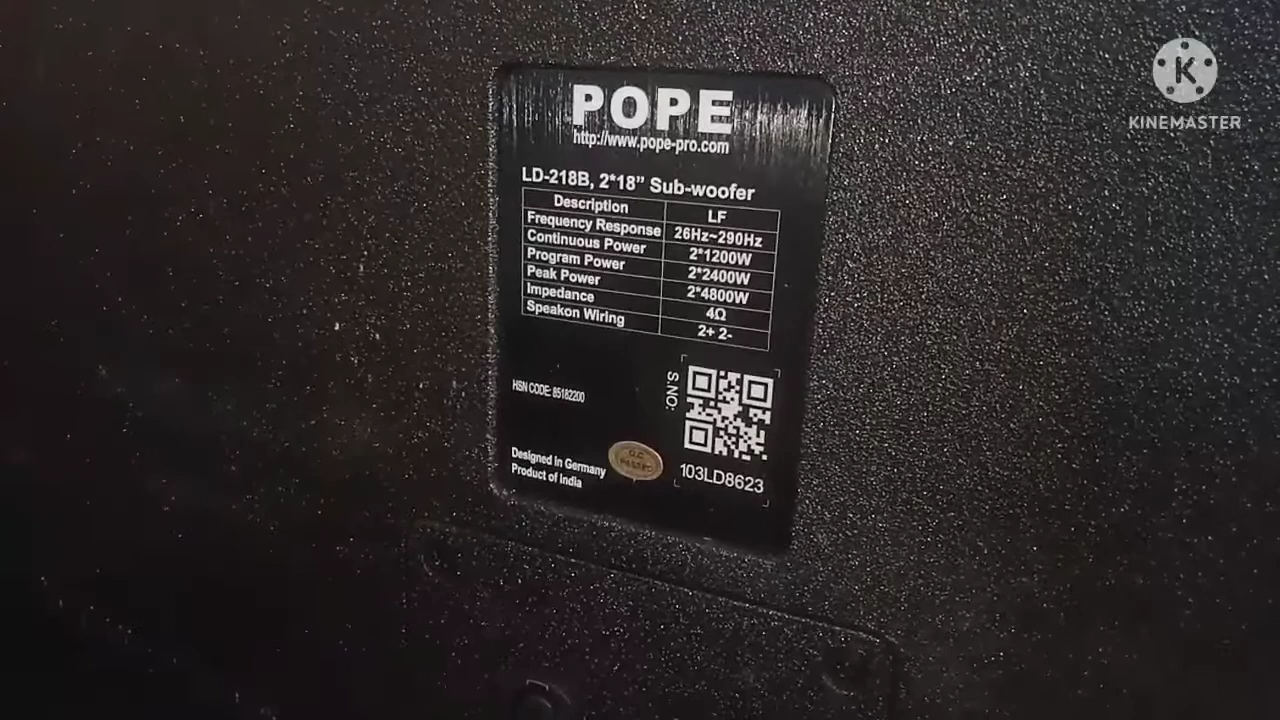 POPE
http://www.pope-pro.com
LD-218B, 2*18” Sub-woofer
Description LF
Frequency Response 26Hz~290Hz
Continuous Power 2*1200W
Program Power 2*2400W
Peak Power 2*4800W
Impedance 4Ω
Speakon Wiring 2+ 2-
HSN CODE: 85182200
S.NO:
103LD8623
Designed in Germany
Product of India
Q.C
PASSED
K
KINEMASTER